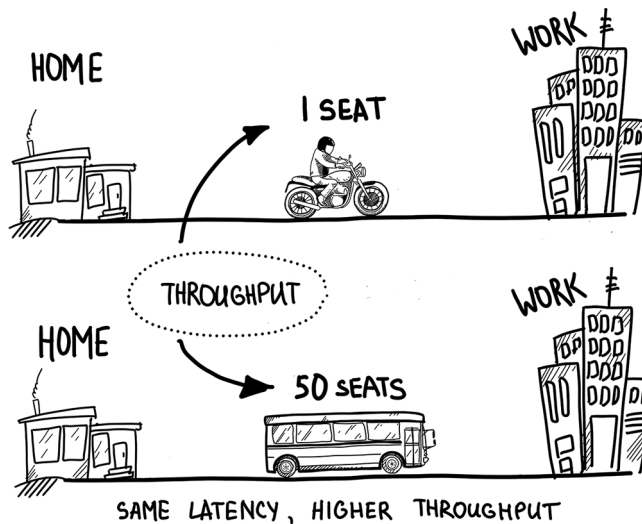 HOME
WORK
1 SEAT
THROUGHPUT
HOME
WORK
50 SEATS
SAME LATENCY, HIGHER THROUGHPUT